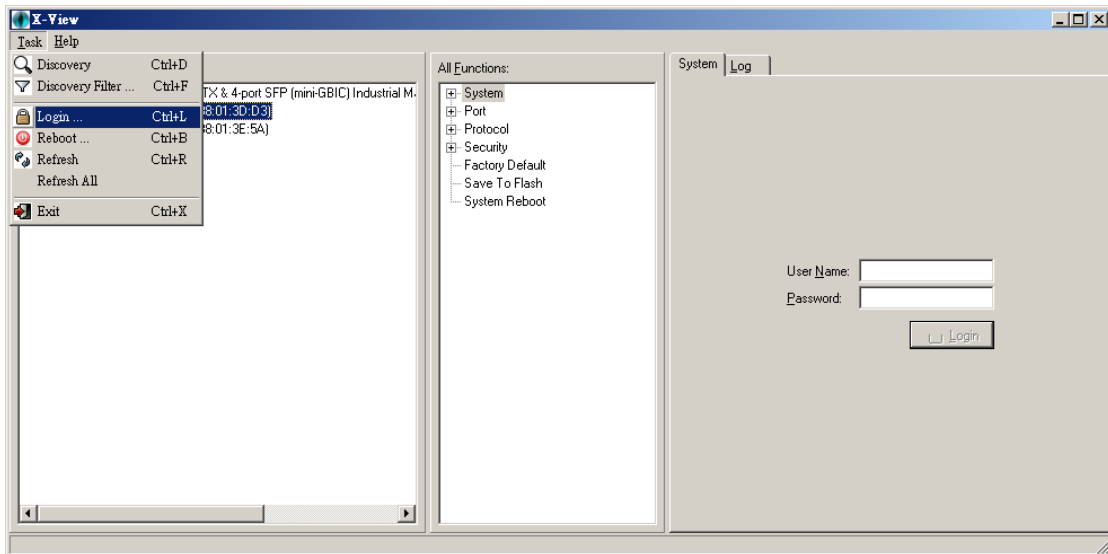 X-View
Task Help
Discovery Ctrl+D
Discovery Filter ... Ctrl+F
Login ... Ctrl+L
Reboot ... Ctrl+B
Refresh Ctrl+R
Refresh All
Exit Ctrl+X
TX & 4-port SFP (mini-GBIC) Industrial M
8:01:3D:D3)
8:01:3E:5A)
All Functions:
System
Port
Protocol
Security
Factory Default
Save To Flash
System Reboot
System Log
User Name:
Password:
Login